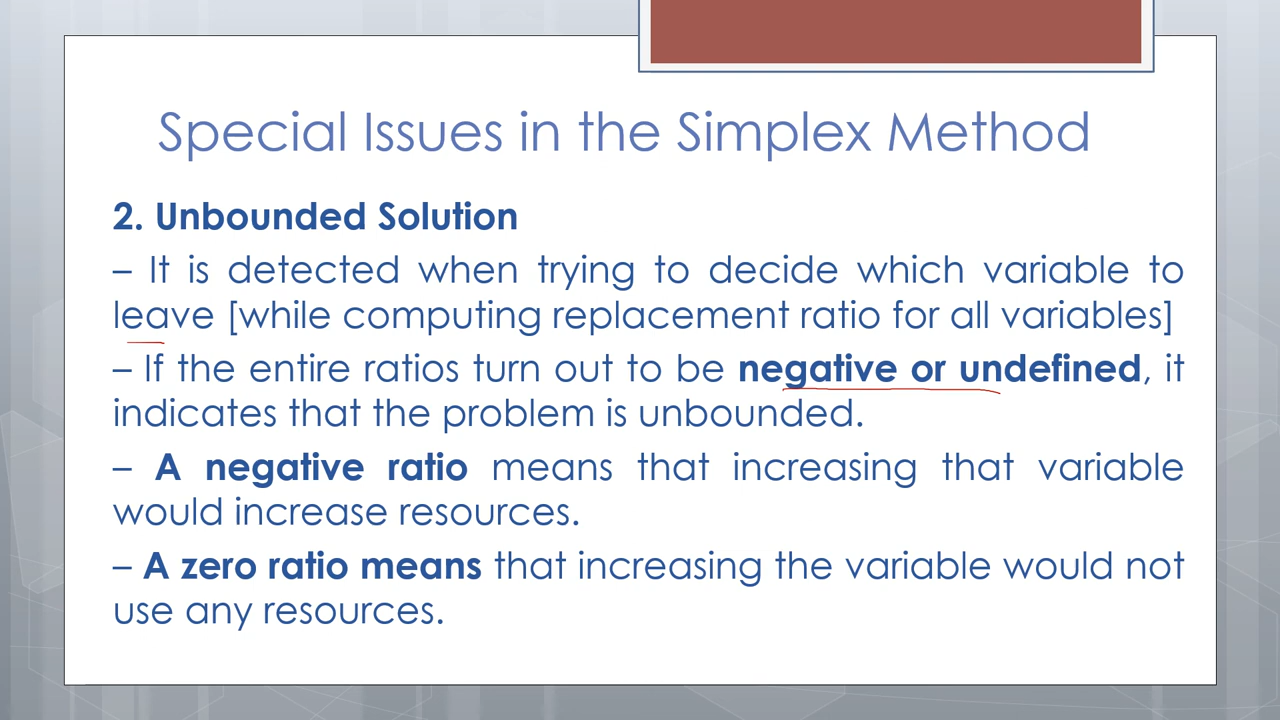 Special Issues in the Simplex Method
2. Unbounded Solution
– It is detected when trying to decide which variable to
leave [while computing replacement ratio for all variables]
– If the entire ratios turn out to be negative or undefined, it
indicates that the problem is unbounded.
– A negative ratio means that increasing that variable
would increase resources.
– A zero ratio means that increasing the variable would not
use any resources.